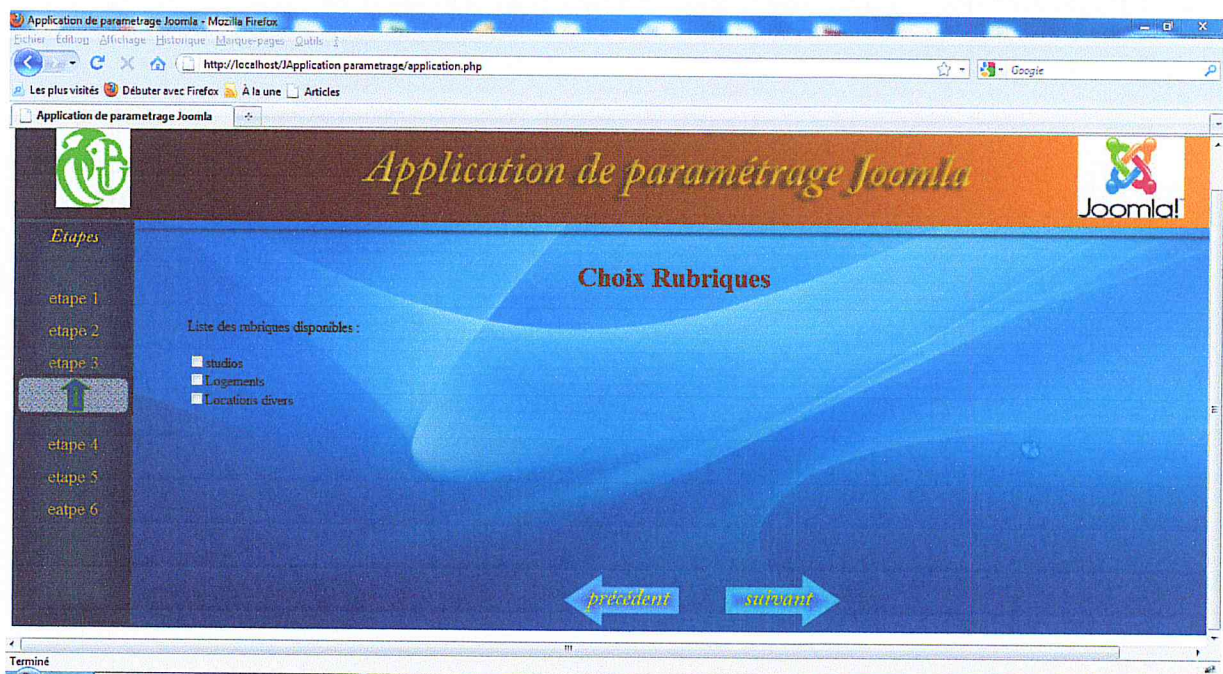 Application de parametrage Joomla - Mozilla Firefox
Fichier Édition Affichage Historique Marque-pages Outils ?
http://localhost/JApplication parametrage/application.php
Google
Les plus visités Débuter avec Firefox À la une Articles
Application de parametrage Joomla
Application de paramétrage Joomla
Joomla!
Etapes
Choix Rubriques
etape 1
etape 2
Liste des rubriques disponibles :
etape 3
studios
Logements
Locations divers
etape 4
etape 5
eatpe 6
précédent
suivant
Terminé